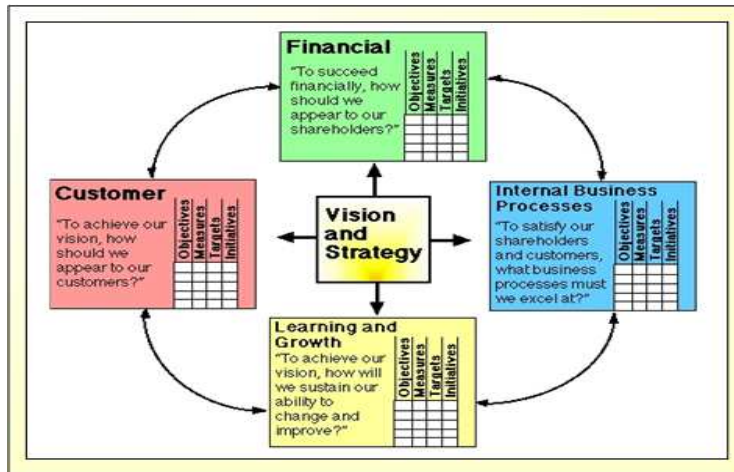 Financial
"To succeed
financially, how
should we
appear to our
shareholders?"
Objectives
Measures
Targets
Initiatives
Customer
"To achieve our
vision, how
should we
appear to our
customers?"
Objectives
Measures
Targets
Initiatives
Vision
and
Strategy
Internal Business
Processes
"To satisfy our
shareholders
and customers,
what business
processes must
we excel at?"
Objectives
Measures
Targets
Initiatives
Learning and
Growth
"To achieve our
vision, how will
we sustain our
ability to
change and
improve?"
Objectives
Measures
Targets
Initiatives